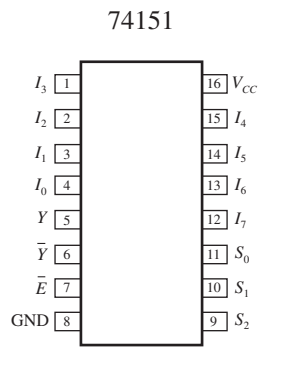 74151
I₃ 1 16 V_CC
I₂ 2 15 I₄
I₁ 3 14 I₅
I₀ 4 13 I₆
Y 5 12 I₇
Ȳ 6 11 S₀
Ē 7 10 S₁
GND 8 9 S₂